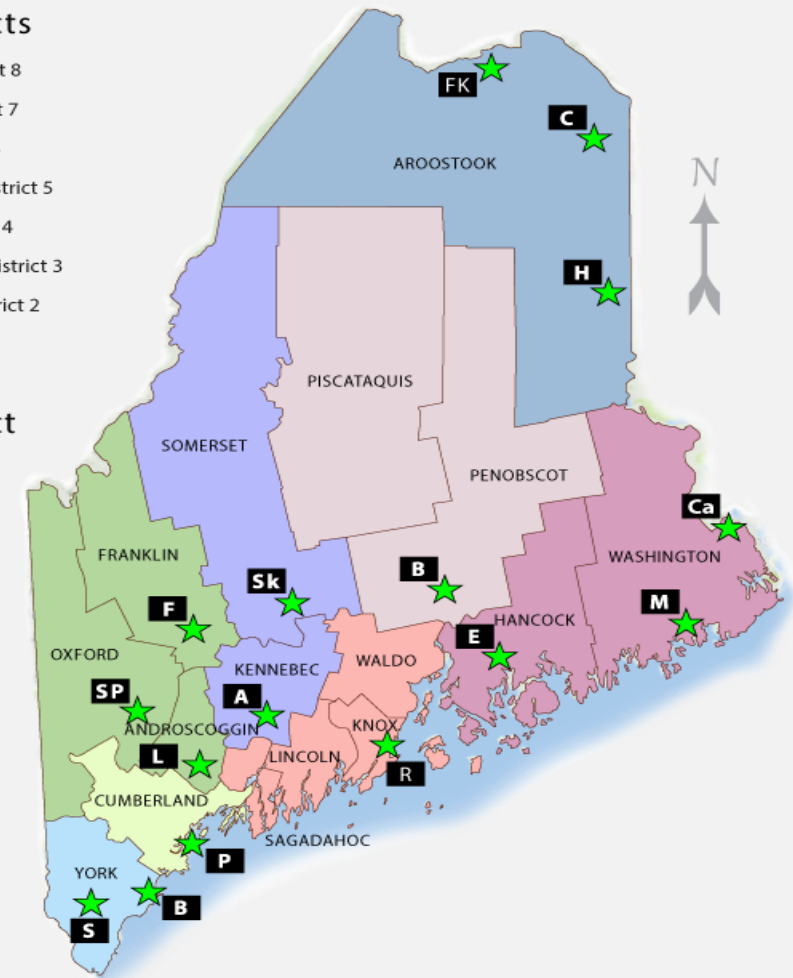 cts
t 8
t 7
trict 5
4
istrict 3
rict 2
ct
FK
C
AROOSTOOK
N
H
PISCATAQUIS
SOMERSET
PENOBSCOT
Ca
FRANKLIN
WASHINGTON
Sk
B
F
M
E
HANCOCK
OXFORD
KENNEBEC
WALDO
SP
A
ANDROSCOGGIN
KNOX
L
LINCOLN
R
CUMBERLAND
SAGADAHOC
P
YORK
B
S